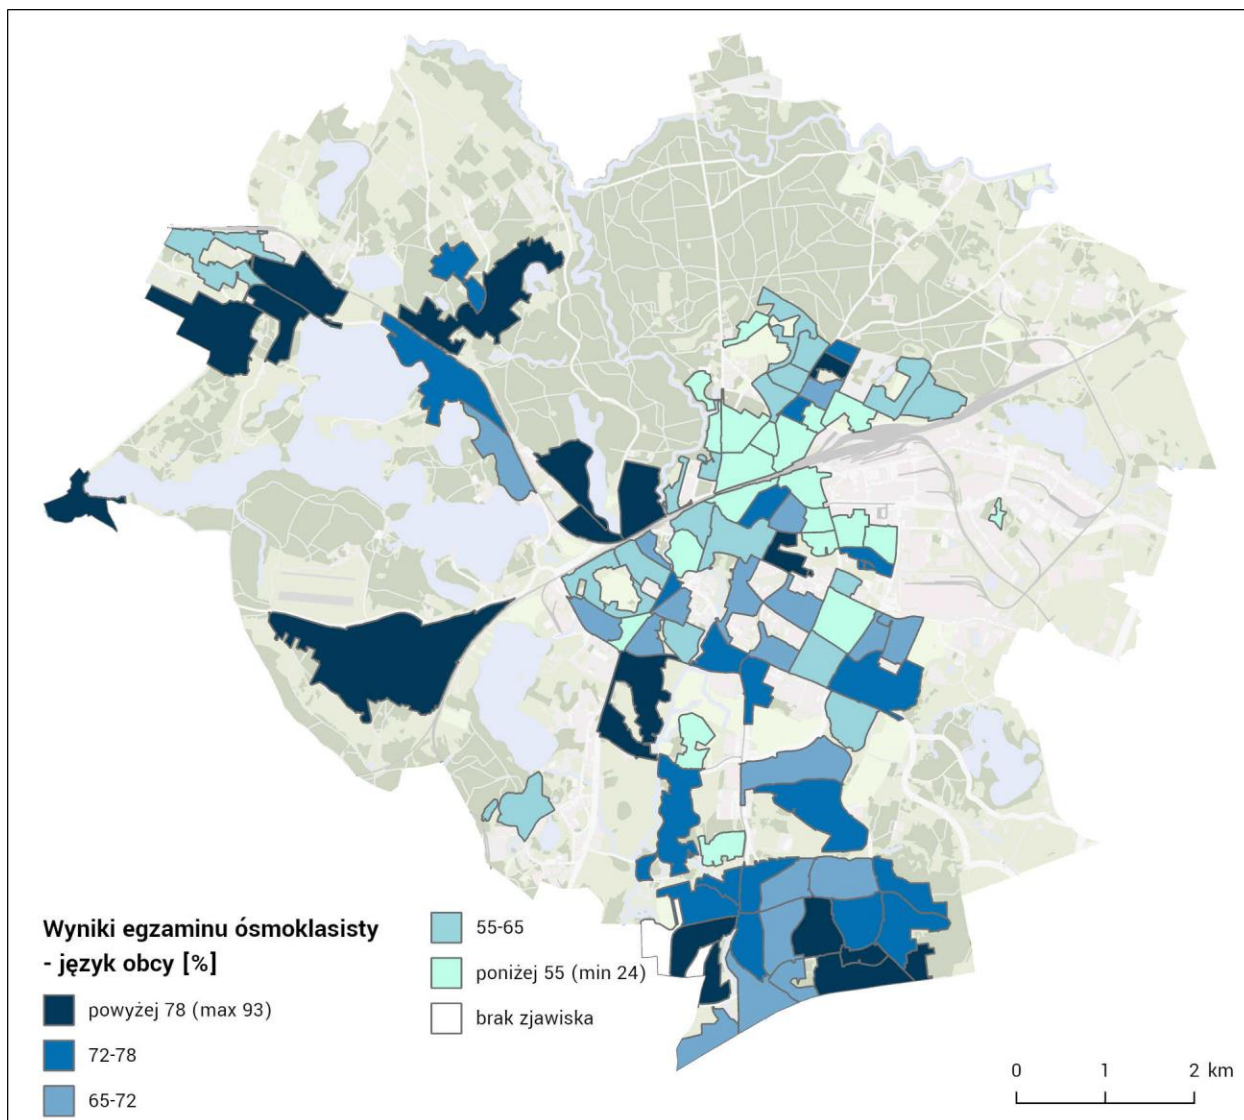 Wyniki egzaminu ósmoklasisty
- język obcy [%]
powyżej 78 (max 93)
72-78
65-72
55-65
poniżej 55 (min 24)
brak zjawiska
0 1 2 km